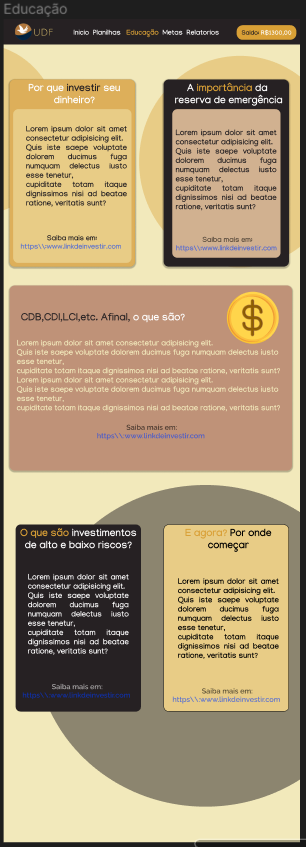 Educação
UDF
Inicio Planilhas Educação Metas Relatorios
Saldo: R$1200,00
Por que investir seu
dinheiro?
Lorem ipsum dolor sit amet
consectetur adipisicing elit.
Quis iste saepe voluptate
dolorem ducimus fuga
numquam delectus iusto
esse tenetur,
cupiditate totam itaque
dignissimos nisi ad beatae
ratione, veritatis sunt?
Saiba mais em:
https\\:www.linkdeinvestir.com
A importância da
reserva de emergência
Lorem ipsum dolor sit amet
consectetur adipisicing elit.
Quis iste saepe voluptate
dolorem ducimus fuga
numquam delectus iusto
esse tenetur,
cupiditate totam itaque
dignissimos nisi ad beatae
ratione, veritatis sunt?
Saiba mais em:
https\\:www.linkdeinvestir.com
CDB,CDI,LCI,etc. Afinal, o que são?
Lorem ipsum dolor sit amet consectetur adipisicing elit.
Quis iste saepe voluptate dolorem ducimus fuga numquam delectus iusto
esse tenetur,
cupiditate totam itaque dignissimos nisi ad beatae ratione, veritatis sunt?
Lorem ipsum dolor sit amet consectetur adipisicing elit.
Quis iste saepe voluptate dolorem ducimus fuga numquam delectus iusto
esse tenetur,
cupiditate totam itaque dignissimos nisi ad beatae ratione, veritatis sunt?
Saiba mais em:
https\\:www.linkdeinvestir.com
O que são investimentos
de alto e baixo riscos?
Lorem ipsum dolor sit amet
consectetur adipisicing elit.
Quis iste saepe voluptate
dolorem ducimus fuga
numquam delectus iusto
esse tenetur,
cupiditate totam itaque
dignissimos nisi ad beatae
ratione, veritatis sunt?
Saiba mais em:
https\\:www.linkdeinvestir.com
E agora? Por onde
começar
Lorem ipsum dolor sit amet
consectetur adipisicing elit.
Quis iste saepe voluptate
dolorem ducimus fuga
numquam delectus iusto
esse tenetur,
cupiditate totam itaque
dignissimos nisi ad beatae
ratione, veritatis sunt?
Saiba mais em:
https\\:www.linkdeinvestir.com